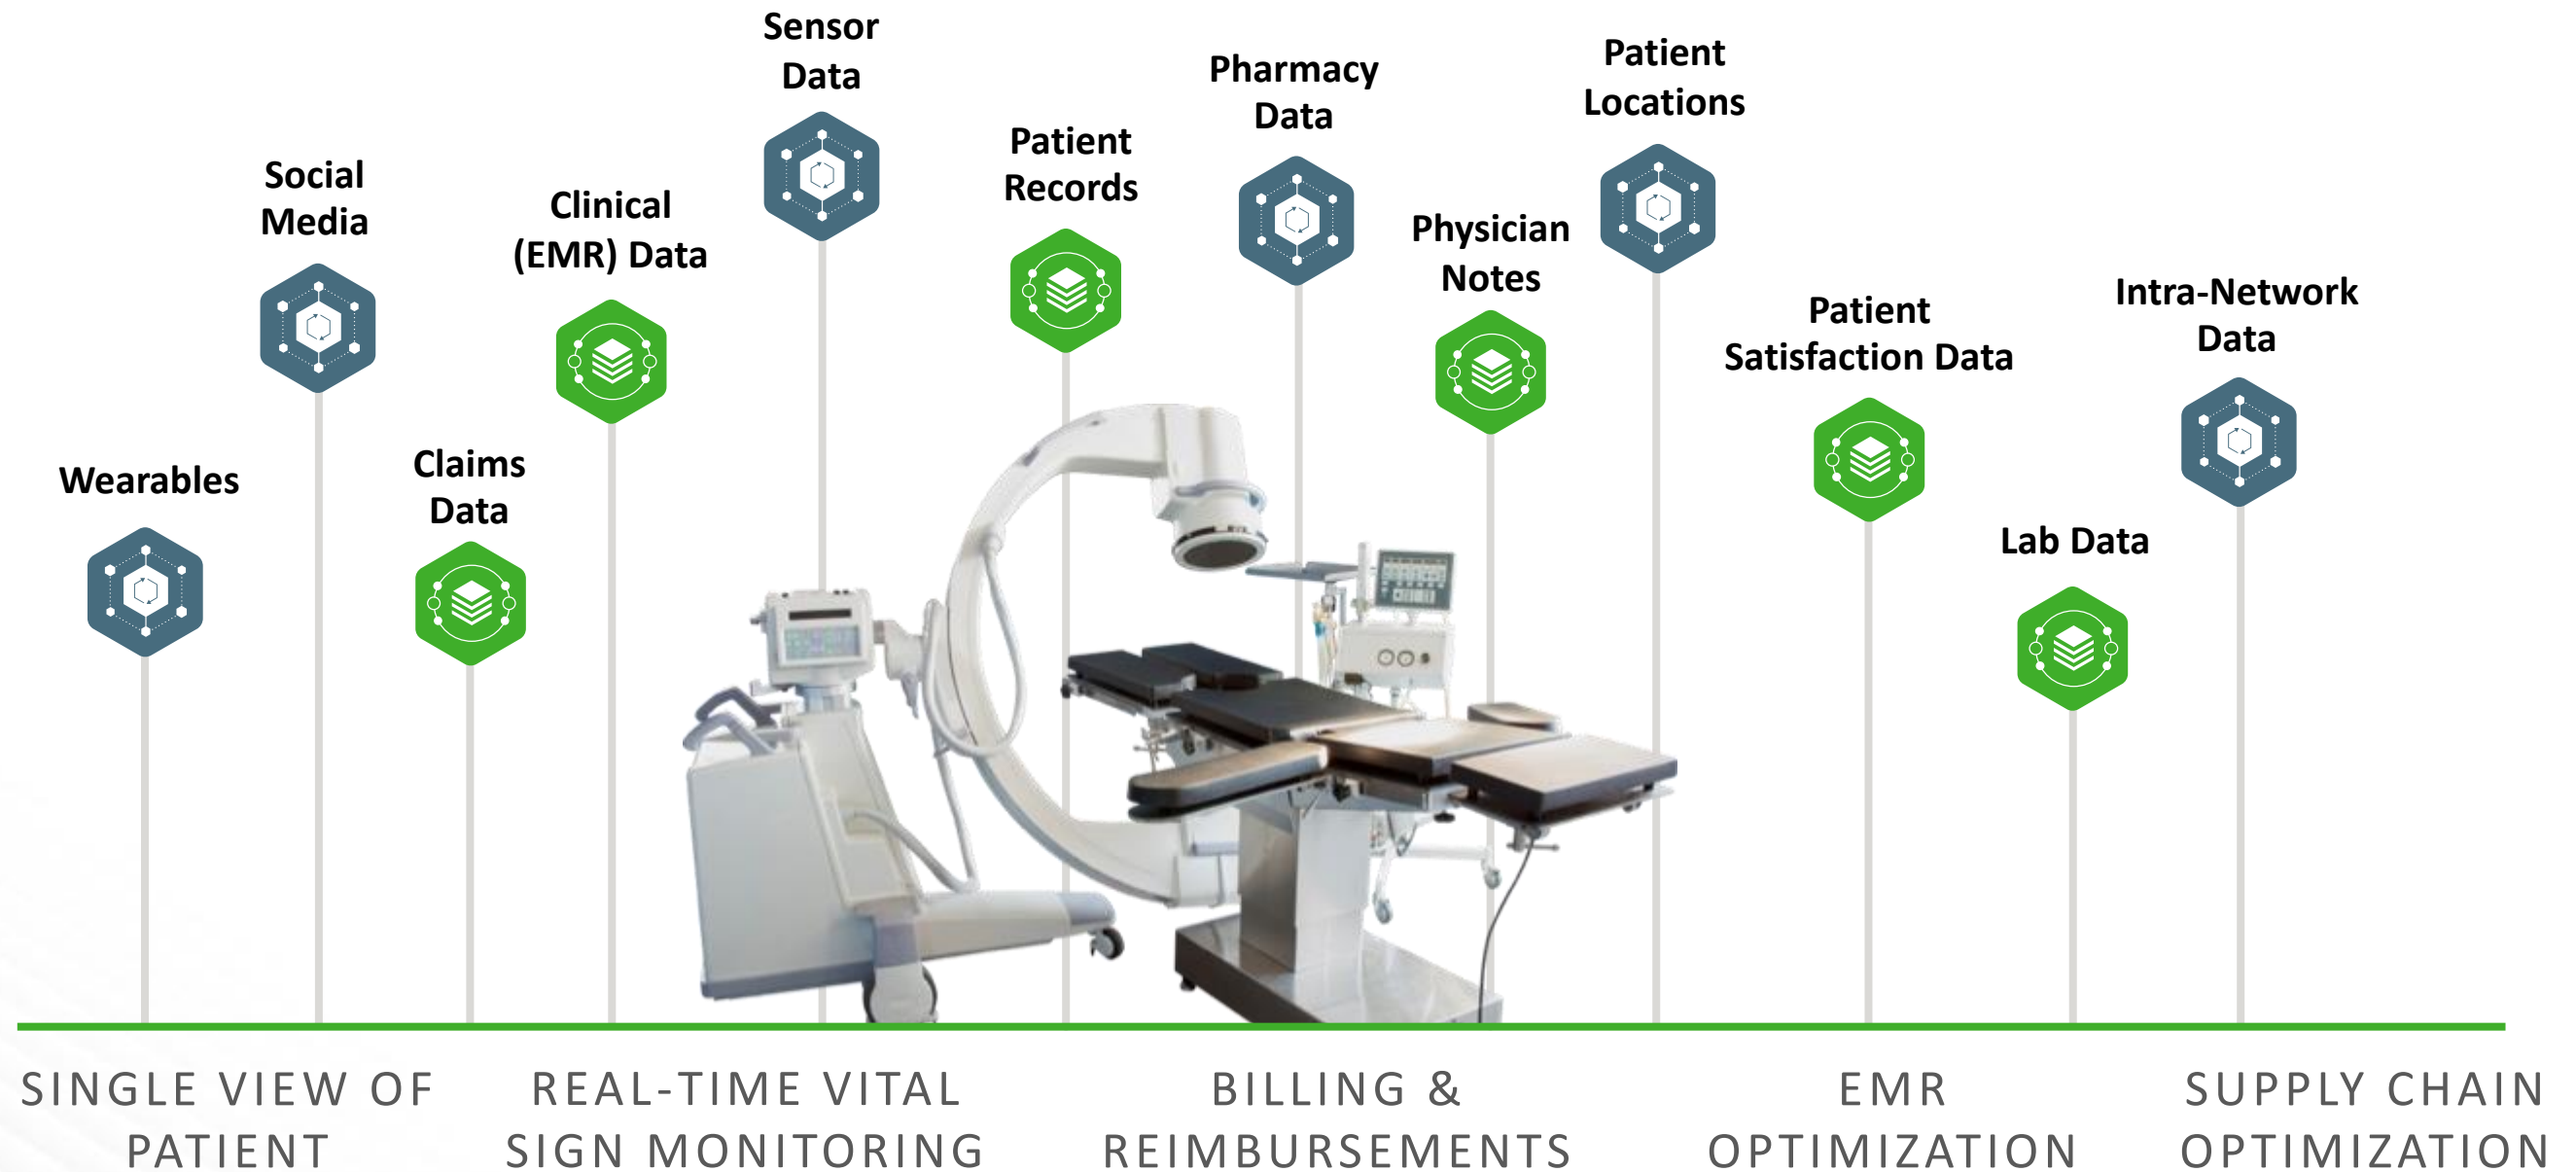 Sensor
Data
Patient
Locations
Pharmacy
Data
Patient
Records
Social
Media
Clinical
(EMR) Data
Physician
Notes
Intra-Network
Data
Patient
Satisfaction Data
Claims
Data
Wearables
Lab Data
SINGLE VIEW OF
PATIENT
REAL-TIME VITAL
SIGN MONITORING
BILLING &
REIMBURSEMENTS
EMR
OPTIMIZATION
SUPPLY CHAIN
OPTIMIZATION